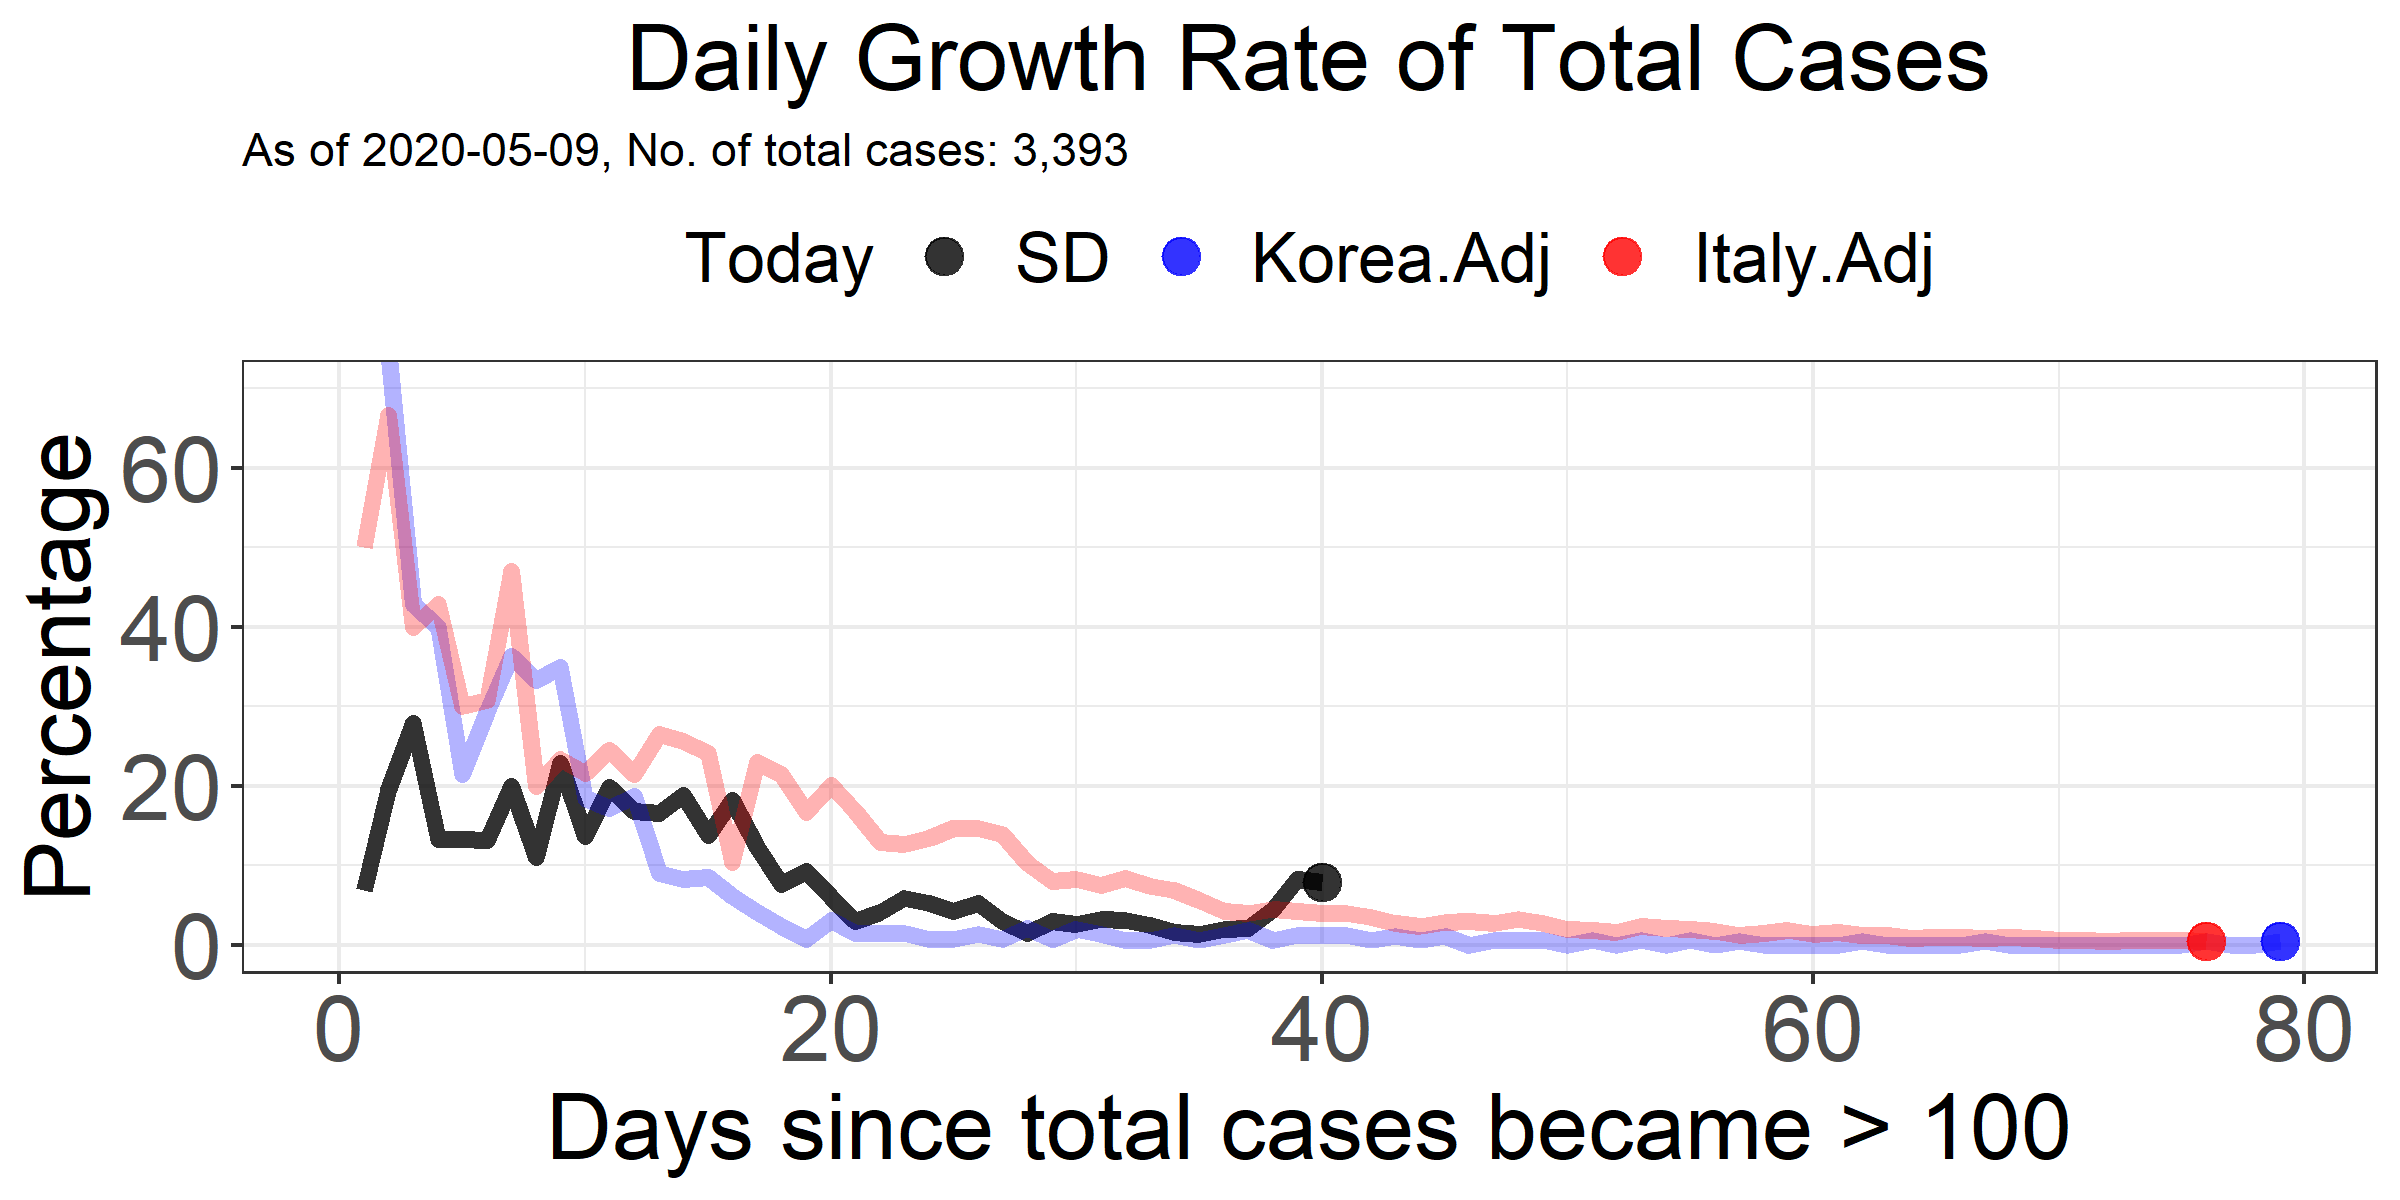 Daily Growth Rate of Total Cases
As of 2020-05-09, No. of total cases: 3,393
Today SD Korea.Adj Italy.Adj
Percentage
60
40
20
0
0 20 40 60 80
Days since total cases became > 100